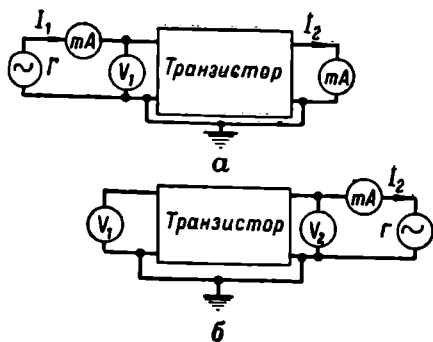 I₁ mA I₂
Г V₁ Транзистор mA
а
mA I₂
V₁ Транзистор V₂ Г
б